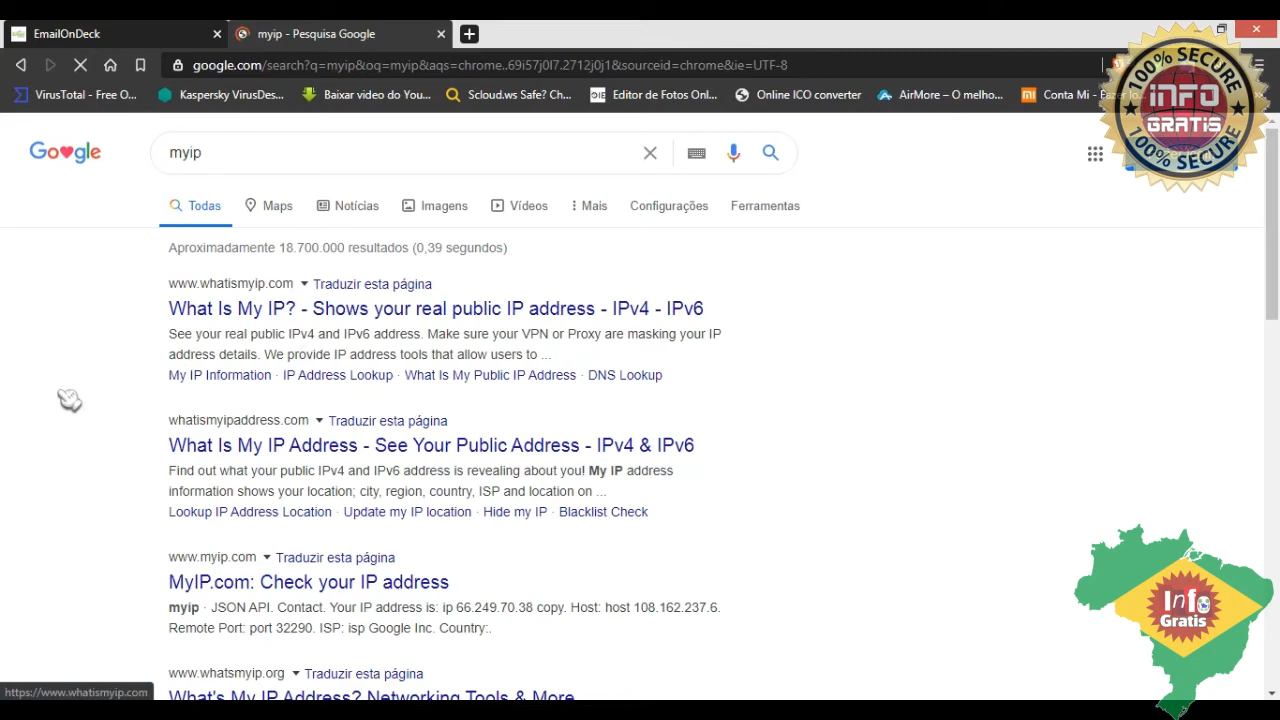 EmailOnDeck
myip - Pesquisa Google
google.com/search?q=myip&oq=myip&aqs=chrome..69i57j0l7.2712j0j1&sourceid=chrome&ie=UTF-8
VirusTotal - Free O...
Kaspersky VirusDes...
Baixar video do You...
Scloud.ws Safe? Ch...
Editor de Fotos Onl...
Online ICO converter
AirMore – O melho...
Conta Mi -
100% SECURE
INFO
GRATIS
100% SECURE
Google
myip
Todas
Maps
Notícias
Imagens
Vídeos
Mais
Configurações
Ferramentas
Aproximadamente 18.700.000 resultados (0,39 segundos)
www.whatismyip.com Traduzir esta página
What Is My IP? - Shows your real public IP address - IPv4 - IPv6
See your real public IPv4 and IPv6 address. Make sure your VPN or Proxy are masking your IP
address details. We provide IP address tools that allow users to ...
My IP Information · IP Address Lookup · What Is My Public IP Address · DNS Lookup
whatismyipaddress.com Traduzir esta página
What Is My IP Address - See Your Public Address - IPv4 & IPv6
Find out what your public IPv4 and IPv6 address is revealing about you! My IP address
information shows your location; city, region, country, ISP and location on ...
Lookup IP Address Location · Update my IP location · Hide my IP · Blacklist Check
www.myip.com Traduzir esta página
MyIP.com: Check your IP address
myip · JSON API. Contact. Your IP address is: ip 66.249.70.38 copy. Host: host 108.162.237.6.
Remote Port: port 32290. ISP: isp Google Inc. Country:.
Info
Gratis
www.whatsmyip.org Traduzir esta página
What's My IP Address? Networking Tools & More
https://www.whatismyip.com